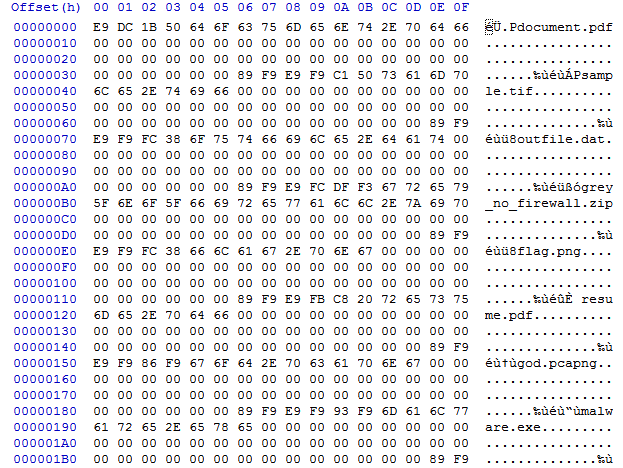 Offset(h) 00 01 02 03 04 05 06 07 08 09 0A 0B 0C 0D 0E 0F
00000000 E9 DC 1B 50 64 6F 63 75 6D 65 6E 74 2E 70 64 66 éÜ.Pdocument.pdf
00000010 00 00 00 00 00 00 00 00 00 00 00 00 00 00 00 00 ................
00000020 00 00 00 00 00 00 00 00 00 00 00 00 00 00 00 00 ................
00000030 00 00 00 00 00 00 89 F9 E9 F9 C1 50 73 61 6D 70 ......‰ùéùÁPsamp
00000040 6C 65 2E 74 69 66 00 00 00 00 00 00 00 00 00 00 le.tif..........
00000050 00 00 00 00 00 00 00 00 00 00 00 00 00 00 00 00 ................
00000060 00 00 00 00 00 00 00 00 00 00 00 00 00 00 89 F9 ..............‰ù
00000070 E9 F9 FC 38 6F 75 74 66 69 6C 65 2E 64 61 74 00 éùü8outfile.dat.
00000080 00 00 00 00 00 00 00 00 00 00 00 00 00 00 00 00 ................
00000090 00 00 00 00 00 00 00 00 00 00 00 00 00 00 00 00 ................
000000A0 00 00 00 00 00 00 89 F9 E9 FC DF F3 67 72 65 79 ......‰ùéüßógrey
000000B0 5F 6E 6F 5F 66 69 72 65 77 61 6C 6C 2E 7A 69 70 _no_firewall.zip
000000C0 00 00 00 00 00 00 00 00 00 00 00 00 00 00 00 00 ................
000000D0 00 00 00 00 00 00 00 00 00 00 00 00 00 00 89 F9 ..............‰ù
000000E0 E9 F9 FC 38 66 6C 61 67 2E 70 6E 67 00 00 00 00 éùü8flag.png....
000000F0 00 00 00 00 00 00 00 00 00 00 00 00 00 00 00 00 ................
00000100 00 00 00 00 00 00 00 00 00 00 00 00 00 00 00 00 ................
00000110 00 00 00 00 00 00 89 F9 E9 FB C8 20 72 65 73 75 ......‰ùéûÈ resu
00000120 6D 65 2E 70 64 66 00 00 00 00 00 00 00 00 00 00 me.pdf..........
00000130 00 00 00 00 00 00 00 00 00 00 00 00 00 00 00 00 ................
00000140 00 00 00 00 00 00 00 00 00 00 00 00 00 00 89 F9 ..............‰ù
00000150 E9 F9 86 F9 67 6F 64 2E 70 63 61 70 6E 67 00 00 éù†ùgod.pcapng..
00000160 00 00 00 00 00 00 00 00 00 00 00 00 00 00 00 00 ................
00000170 00 00 00 00 00 00 00 00 00 00 00 00 00 00 00 00 ................
00000180 00 00 00 00 00 00 89 F9 E9 F9 93 F9 6D 61 6C 77 ......‰ùéù“ùmalw
00000190 61 72 65 2E 65 78 65 00 00 00 00 00 00 00 00 00 are.exe.........
000001A0 00 00 00 00 00 00 00 00 00 00 00 00 00 00 00 00 ................
000001B0 00 00 00 00 00 00 00 00 00 00 00 00 00 00 89 F9 ..............‰ù